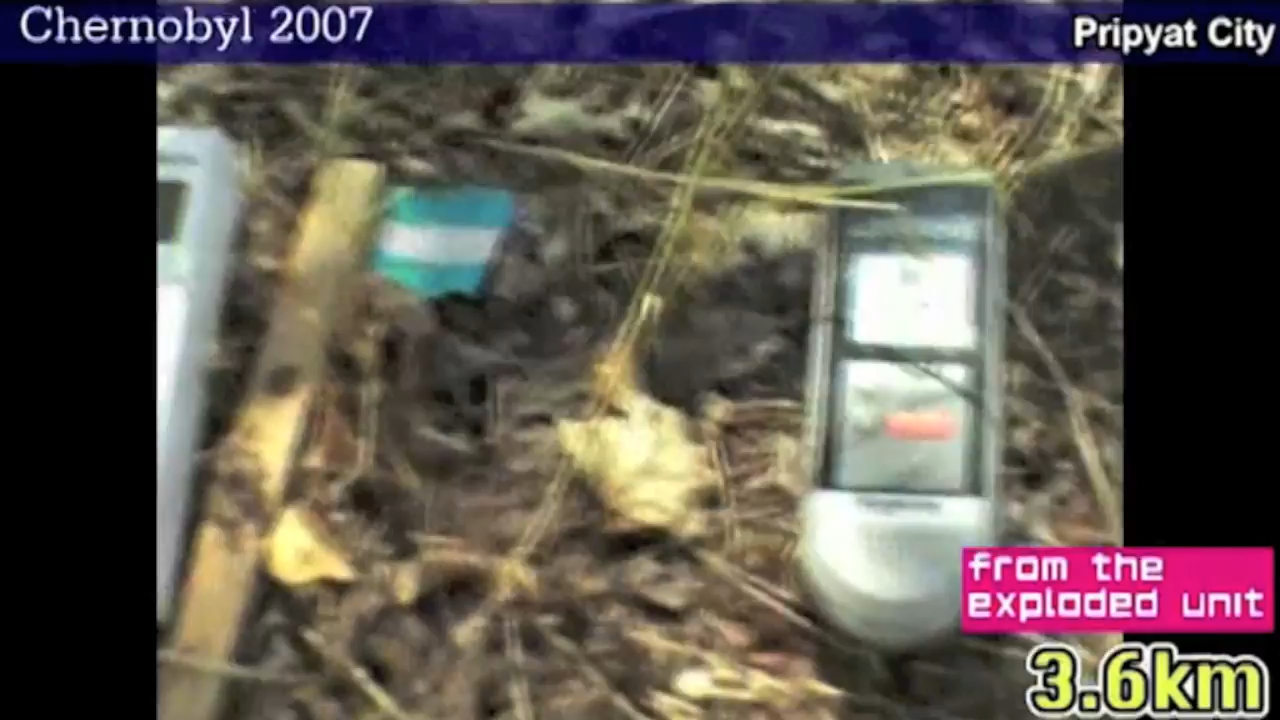 Chernobyl 2007
Pripyat City
from the
exploded unit
3.6km